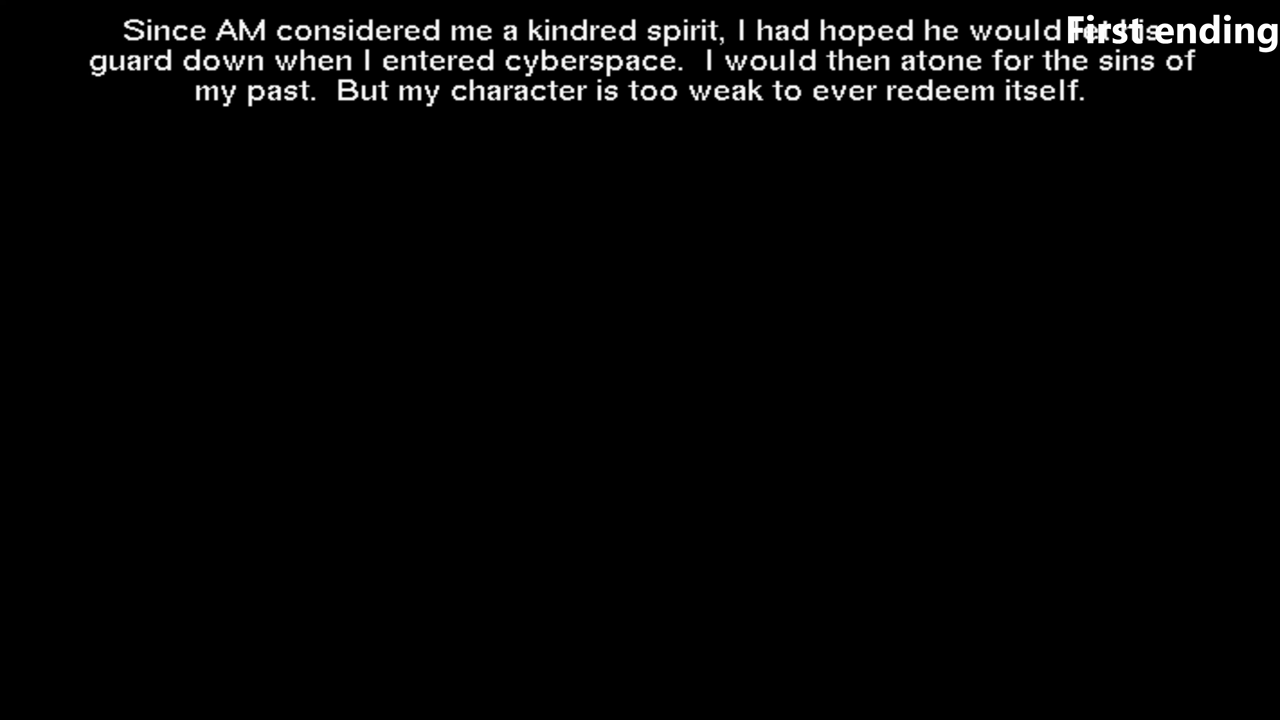 Since AM considered me a kindred spirit, I had hoped he would
First ending
guard down when I entered cyberspace. I would then atone for the sins of
my past. But my character is too weak to ever redeem itself.